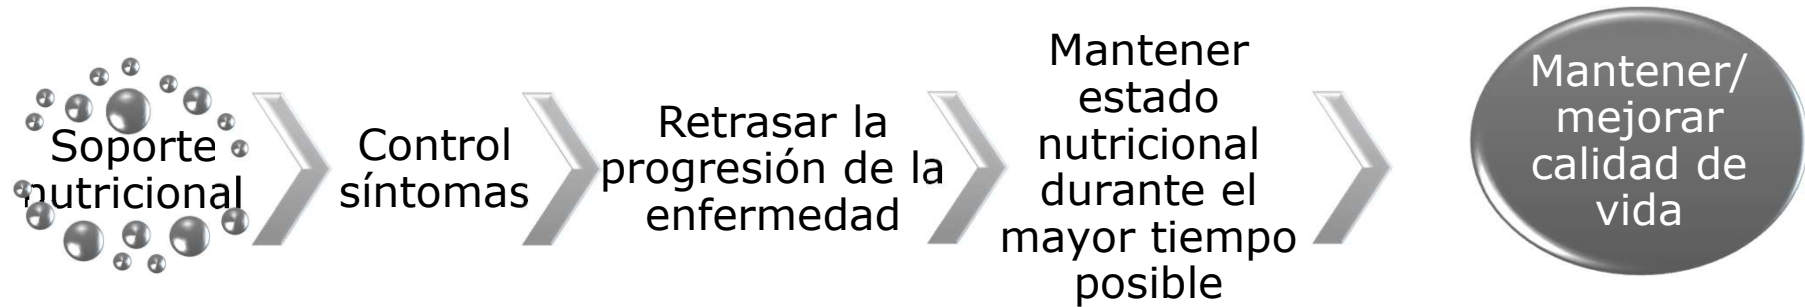 Soporte
nutricional
Control
síntomas
Retrasar la
progresión de la
enfermedad
Mantener
estado
nutricional
durante el
mayor tiempo
posible
Mantener/
mejorar
calidad de
vida